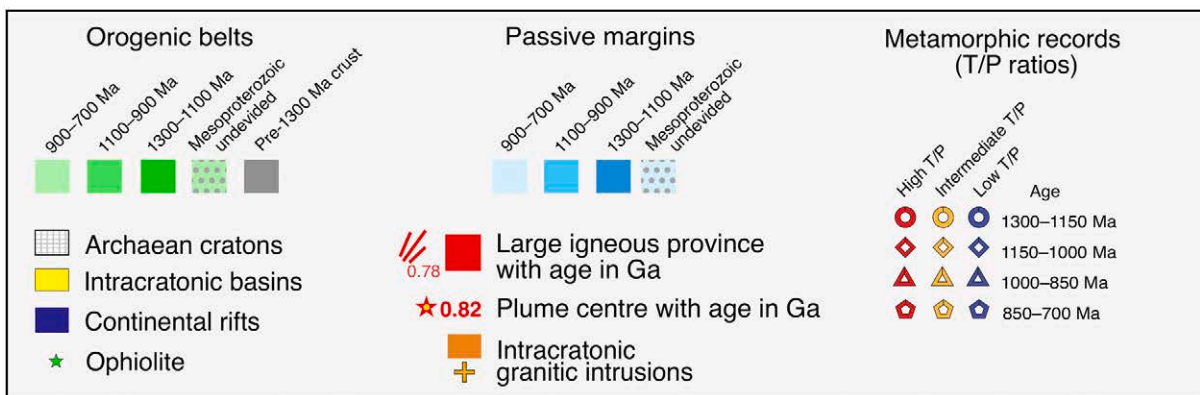 Orogenic belts
900–700 Ma
1100–900 Ma
1300–1100 Ma
Mesoproterozoic
undevided
Pre-1300 Ma crust
Archaean cratons
Intracratonic basins
Continental rifts
Ophiolite
Passive margins
900–700 Ma
1100–900 Ma
1300–1100 Ma
Mesoproterozoic
undevided
0.78
Large igneous province
with age in Ga
0.82 Plume centre with age in Ga
Intracratonic
granitic intrusions
Metamorphic records
(T/P ratios)
High T/P
Intermediate T/P
Low T/P
Age
1300–1150 Ma
1150–1000 Ma
1000–850 Ma
850–700 Ma